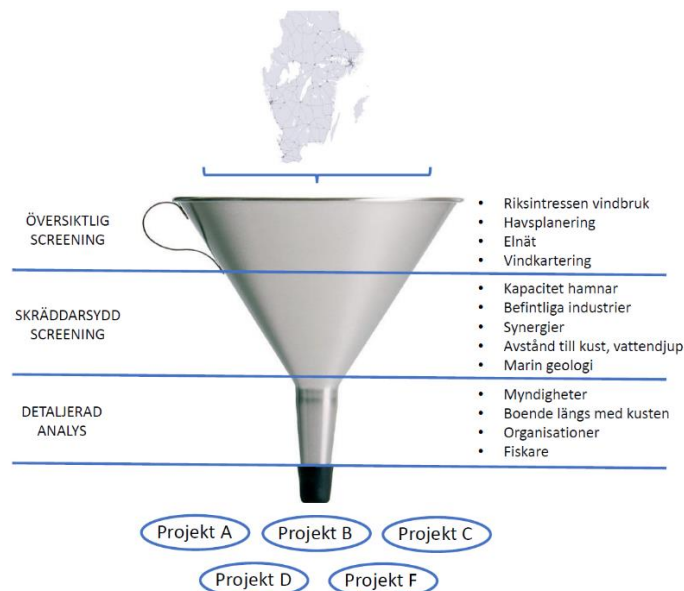 ÖVERSIKTLIG
SCREENING
• Riksintressen vindbruk
• Havsplanering
• Elnät
• Vindkartering
SKRÄDDARSYDD
SCREENING
• Kapacitet hamnar
• Befintliga industrier
• Synergier
• Avstånd till kust, vattendjup
• Marin geologi
DETALJERAD
ANALYS
• Myndigheter
• Boende längs med kusten
• Organisationer
• Fiskare
Projekt A
Projekt B
Projekt C
Projekt D
Projekt F